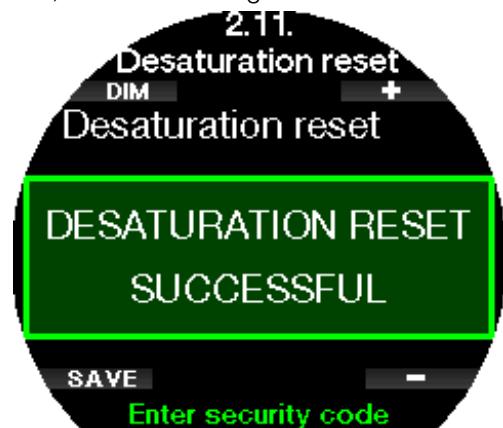 2.11.
Desaturation reset
DIM +
Desaturation reset
DESATURATION RESET
SUCCESSFUL
SAVE -
Enter security code